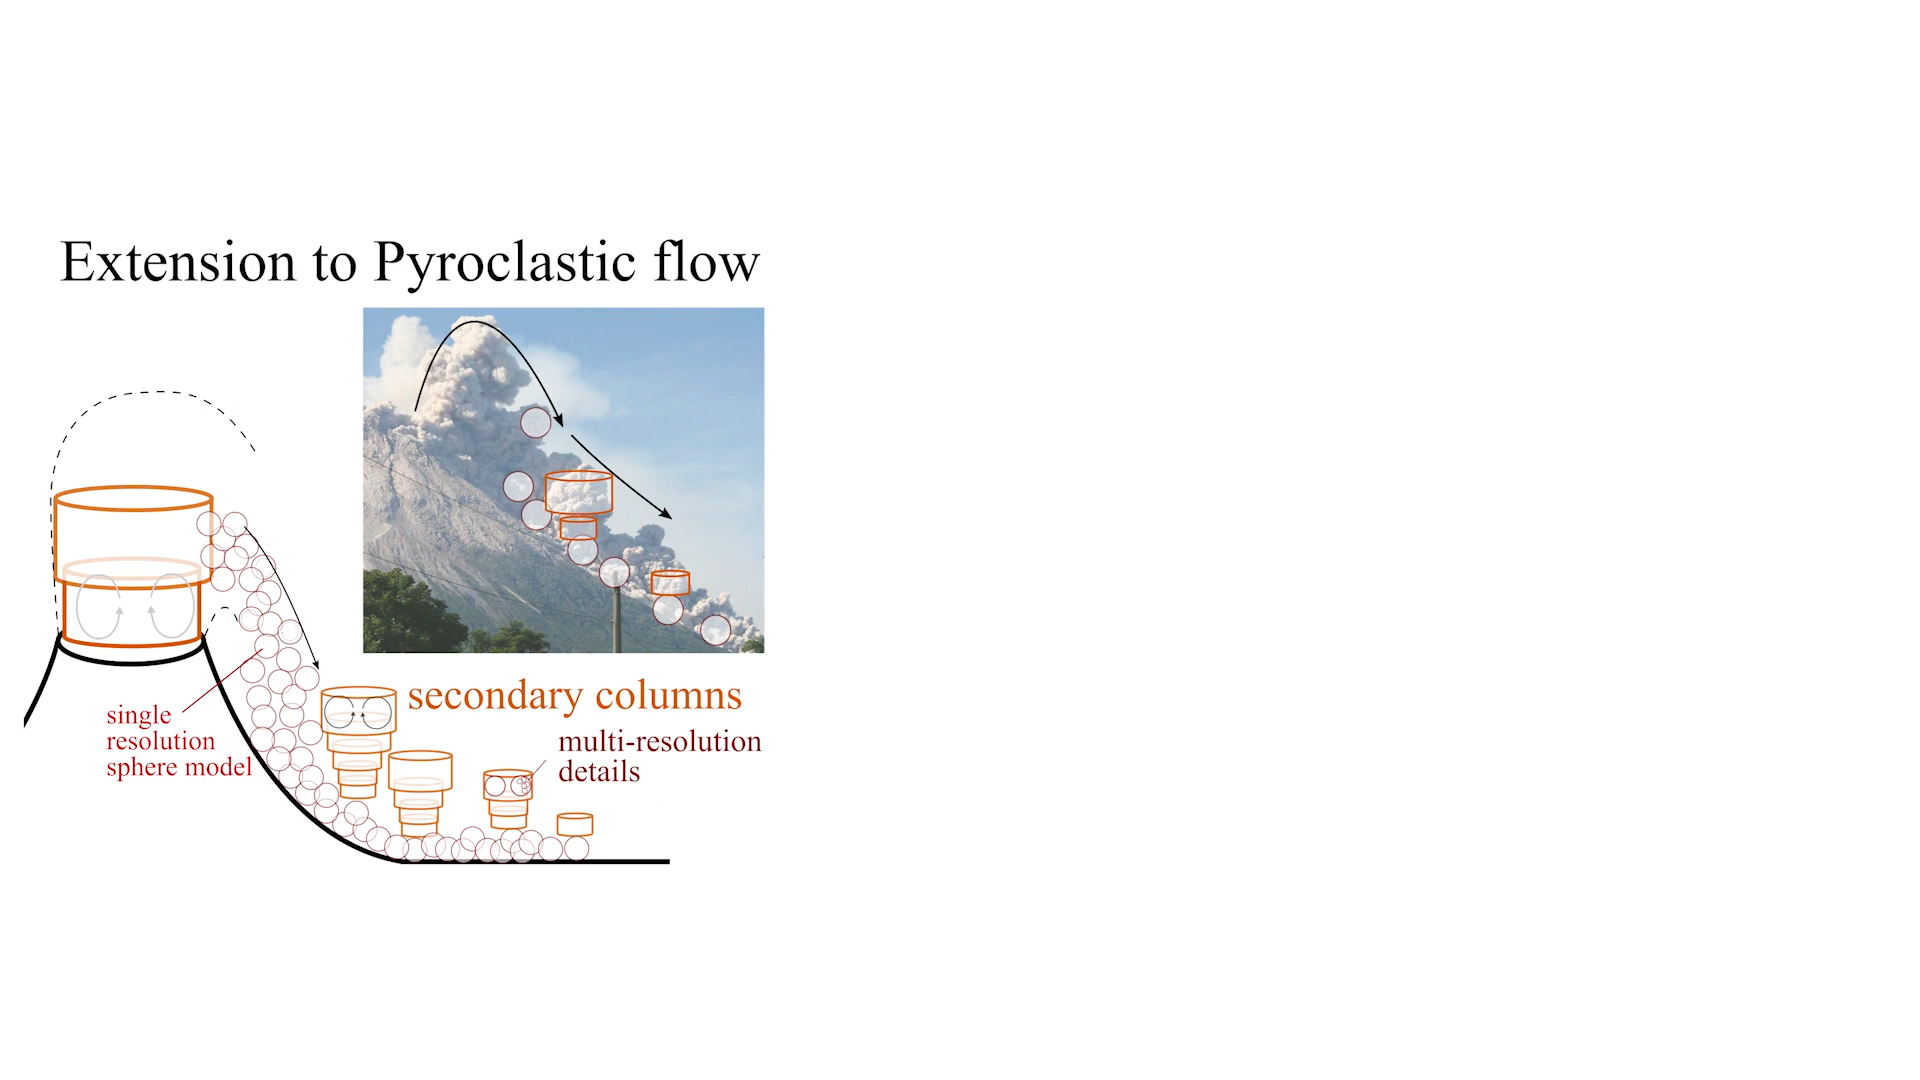 Extension to Pyroclastic flow
secondary columns
multi-resolution
details
single
resolution
sphere model